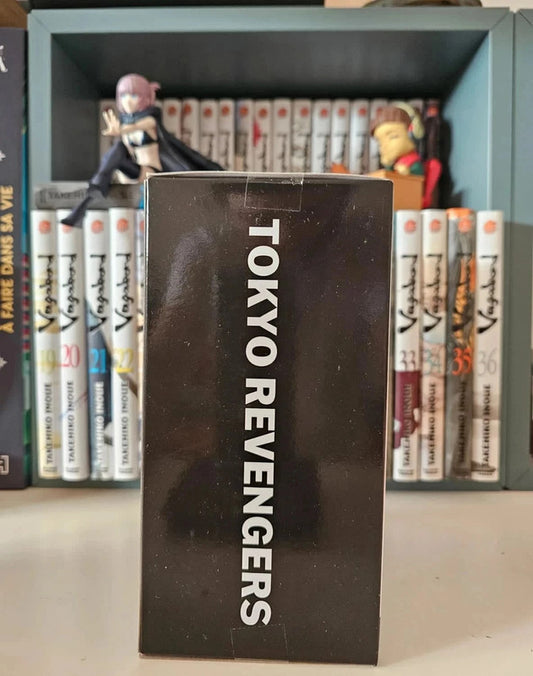 TOKYO REVENGERS
À FAIRE DANS SA VIE
Vagabond
19
TAKEHIKO INOUE
Vagabond
20
TAKEHIKO INOUE
Vagabond
21
TAKEHIKO INOUE
Vagabond
22
TAKEHIKO INOUE
Vagabond
33
TAKEHIKO INOUE
Vagabond
34
TAKEHIKO INOUE
Vagabond
35
TAKEHIKO INOUE
Vagabond
36
TAKEHIKO INOUE